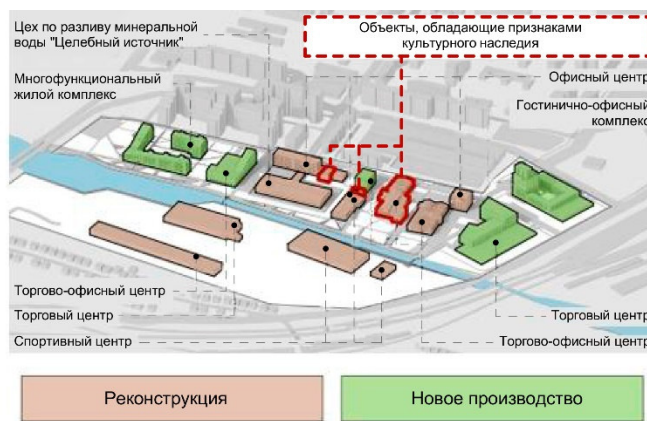 Цех по разливу минеральной
воды "Целебный источник"
Объекты, обладающие признаками
культурного наследия
Многофункциональный
жилой комплекс
Офисный центр
Гостинично-офисный
комплекс
Торгово-офисный центр
Торговый центр
Спортивный центр
Торговый центр
Торгово-офисный центр
Реконструкция
Новое производство